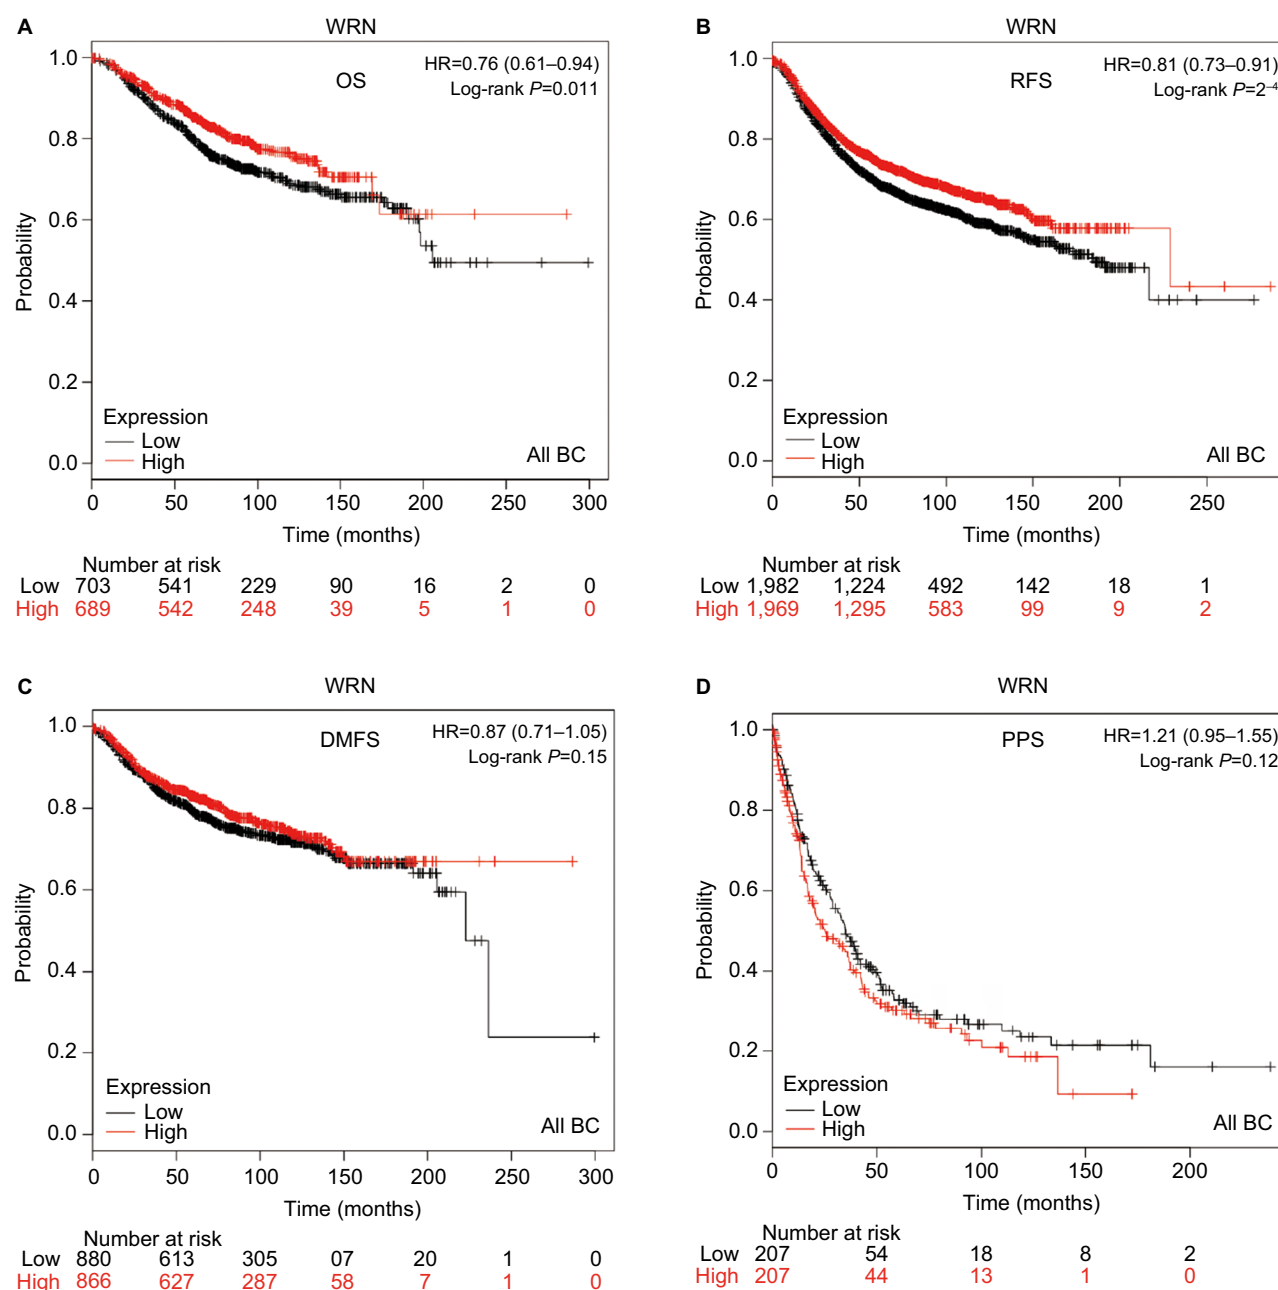 A
WRN
OS
HR=0.76 (0.61–0.94)
Log-rank P=0.011
Probability
1.0
0.8
0.6
0.4
0.2
0.0
Expression
Low
High
All BC
0 50 100 150 200 250 300
Time (months)
Number at risk
Low 703 541 229 90 16 2 0
High 689 542 248 39 5 1 0
B
WRN
RFS
HR=0.81 (0.73–0.91)
Log-rank P=2⁻⁴
Probability
1.0
0.8
0.6
0.4
0.2
0.0
Expression
Low
High
All BC
0 50 100 150 200 250
Time (months)
Number at risk
Low 1,982 1,224 492 142 18 1
High 1,969 1,295 583 99 9 2
C
WRN
DMFS
HR=0.87 (0.71–1.05)
Log-rank P=0.15
Probability
1.0
0.8
0.6
0.4
0.2
0.0
Expression
Low
High
All BC
0 50 100 150 200 250 300
Time (months)
Number at risk
Low 880 613 305 07 20 1 0
High 866 627 287 58 7 1 0
D
WRN
PPS
HR=1.21 (0.95–1.55)
Log-rank P=0.12
Probability
1.0
0.8
0.6
0.4
0.2
0.0
Expression
Low
High
All BC
0 50 100 150 200
Time (months)
Number at risk
Low 207 54 18 8 2
High 207 44 13 1 0